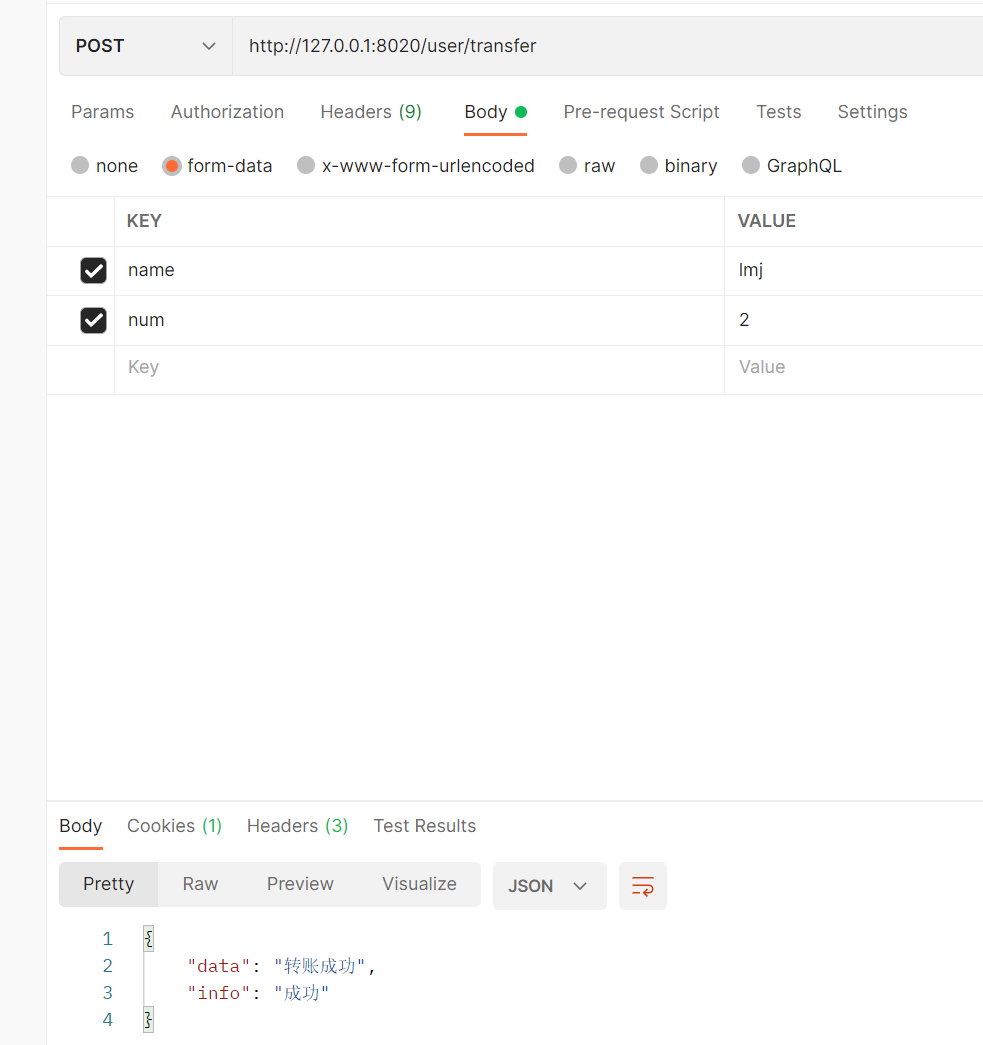 POST http://127.0.0.1:8020/user/transfer
Params Authorization Headers (9) Body Pre-request Script Tests Settings
none form-data x-www-form-urlencoded raw binary GraphQL
KEY VALUE
name lmj
num 2
Key Value
Body Cookies (1) Headers (3) Test Results
Pretty Raw Preview Visualize JSON
1 {
2 "data": "转账成功",
3 "info": "成功"
4 }